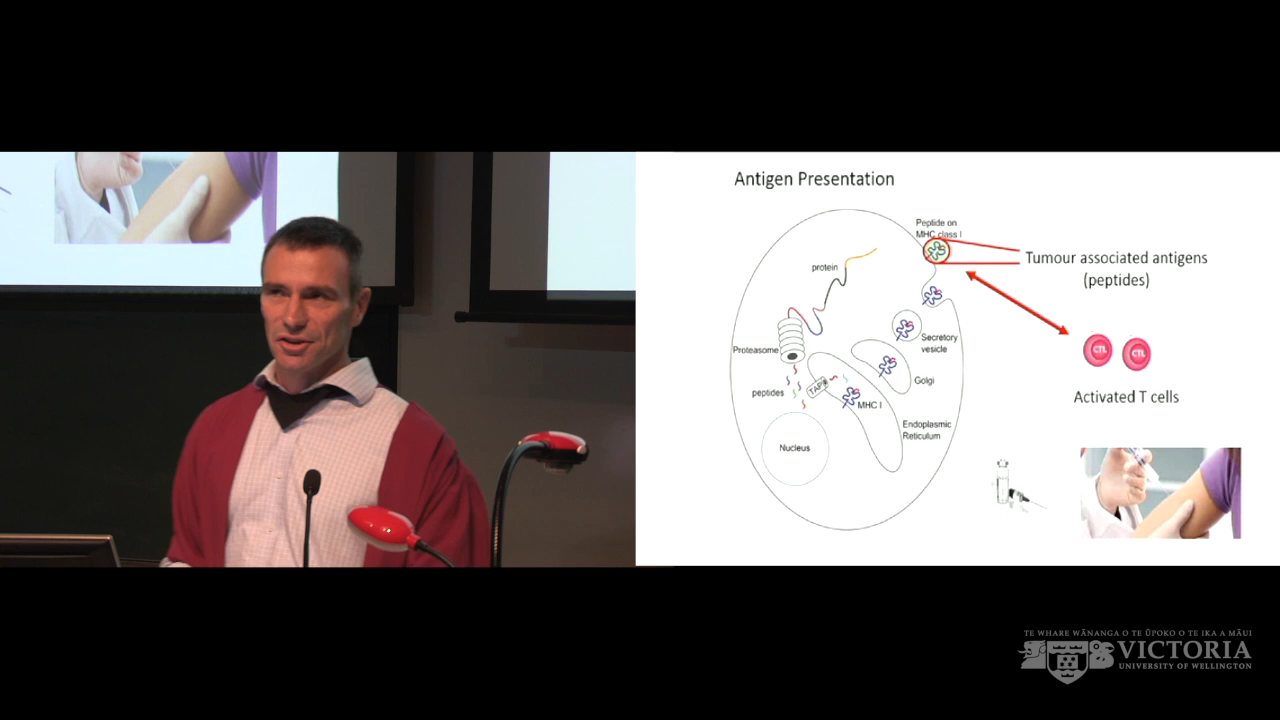 Antigen Presentation
Peptide on
MHC class I
protein
Tumour associated antigens
(peptides)
Proteasome
Secretory
vesicle
CTL
CTL
Golgi
peptides
TAP
MHC I
Activated T cells
Endoplasmic
Reticulum
Nucleus
TE WHARE WĀNANGA O TE ŪPOKO O TE IKA A MĀUI
VICTORIA
UNIVERSITY OF WELLINGTON